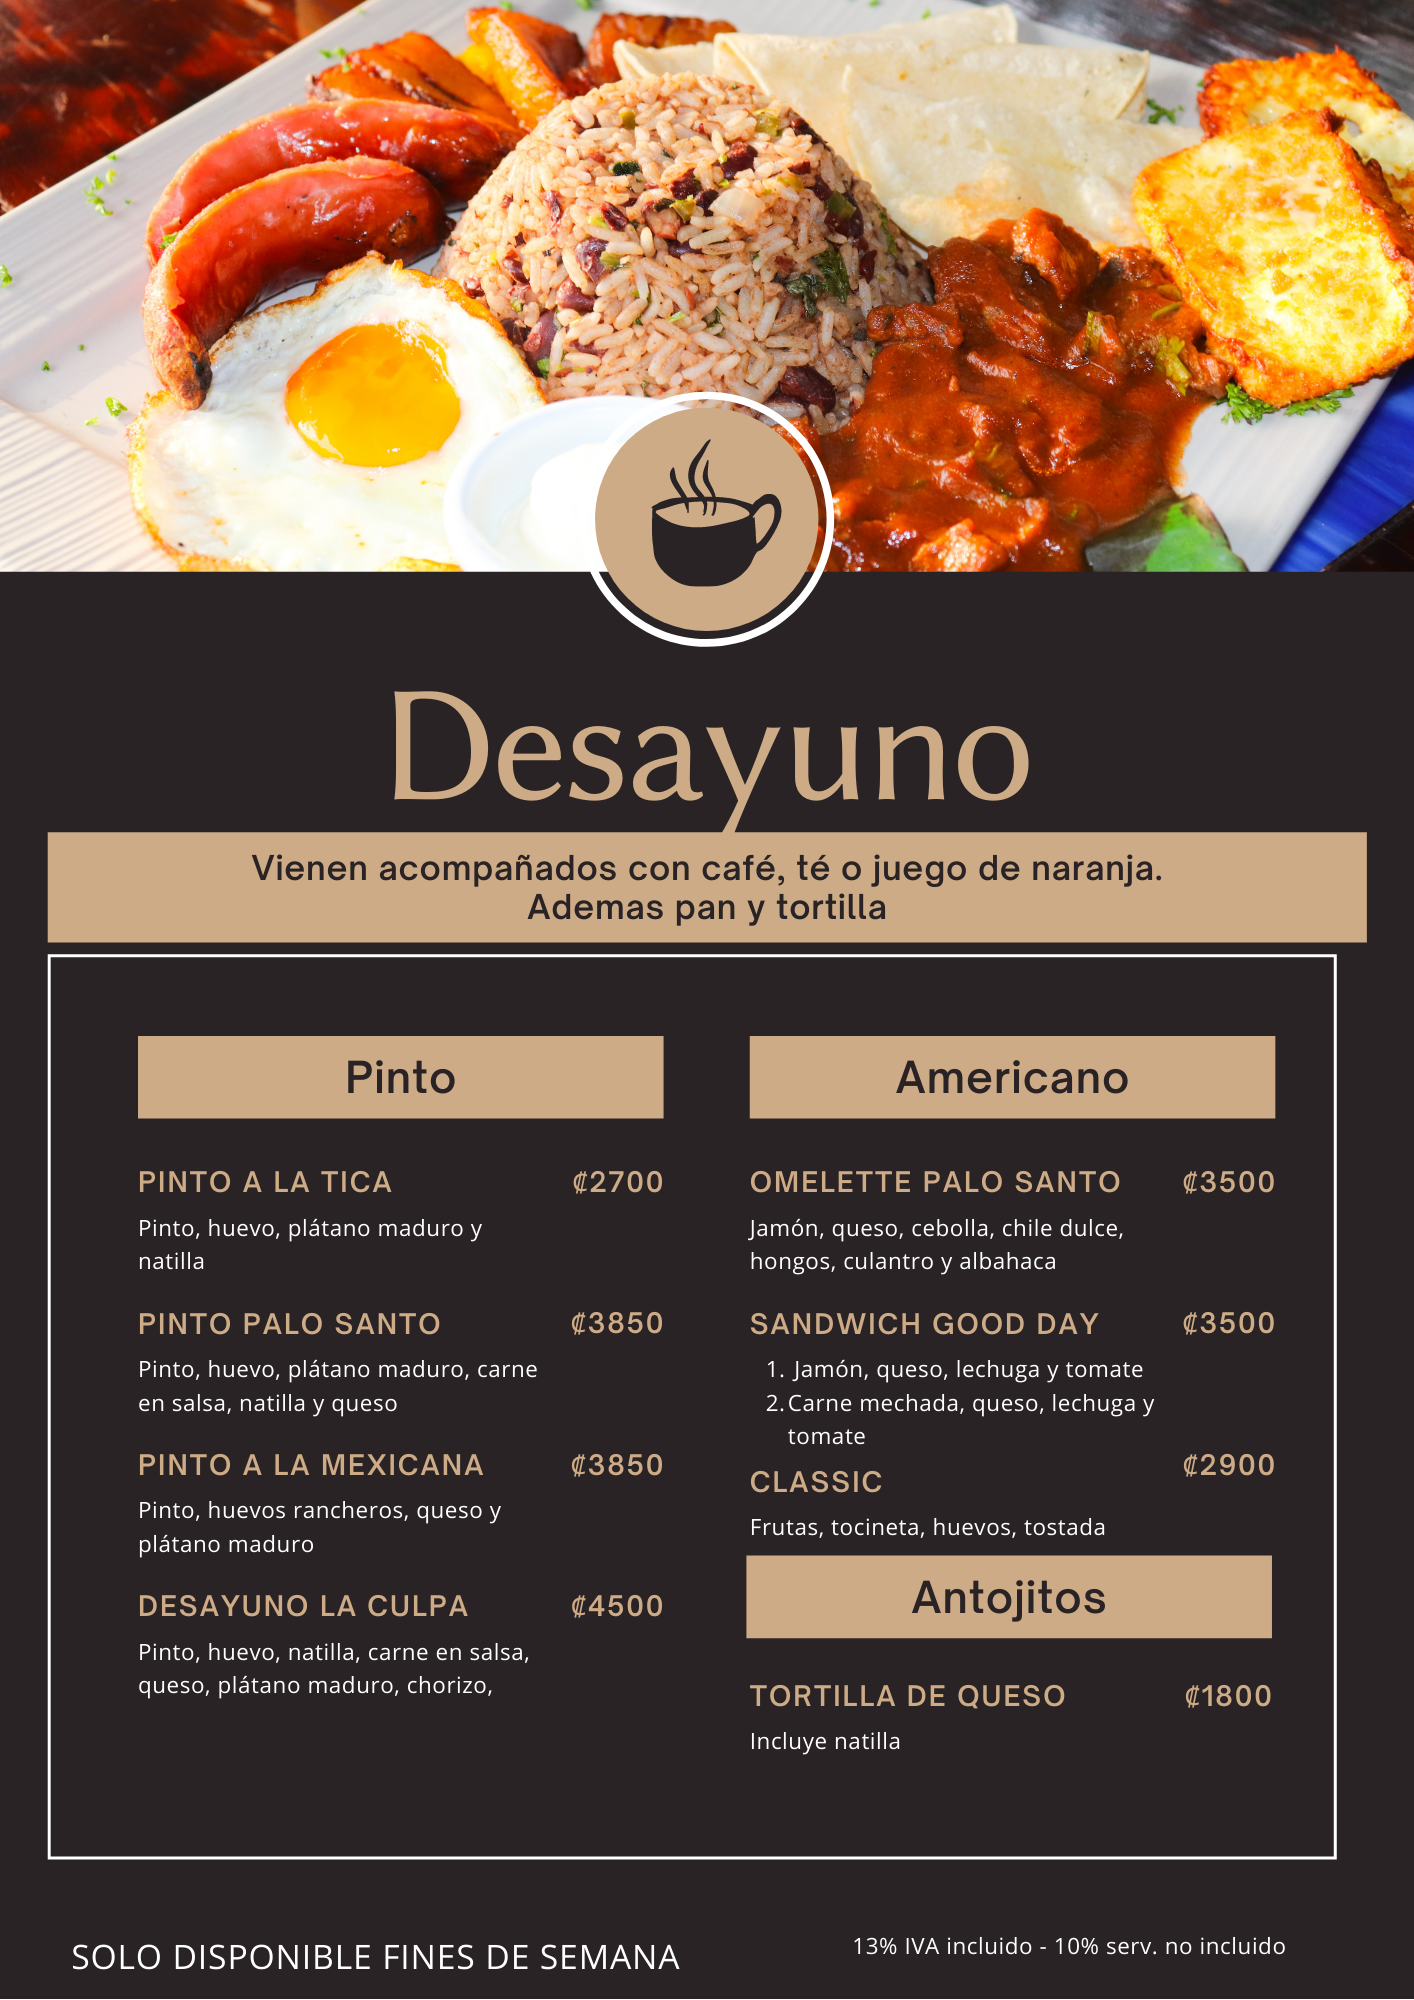 Desayuno
Vienen acompañados con café, té o juego de naranja.
Ademas pan y tortilla
Pinto
PINTO A LA TICA ₡2700
Pinto, huevo, plátano maduro y
natilla
PINTO PALO SANTO ₡3850
Pinto, huevo, plátano maduro, carne
en salsa, natilla y queso
PINTO A LA MEXICANA ₡3850
Pinto, huevos rancheros, queso y
plátano maduro
DESAYUNO LA CULPA ₡4500
Pinto, huevo, natilla, carne en salsa,
queso, plátano maduro, chorizo,
Americano
OMELETTE PALO SANTO ₡3500
Jamón, queso, cebolla, chile dulce,
hongos, culantro y albahaca
SANDWICH GOOD DAY ₡3500
1. Jamón, queso, lechuga y tomate
2. Carne mechada, queso, lechuga y
tomate
CLASSIC ₡2900
Frutas, tocineta, huevos, tostada
Antojitos
TORTILLA DE QUESO ₡1800
Incluye natilla
SOLO DISPONIBLE FINES DE SEMANA
13% IVA incluido - 10% serv. no incluido